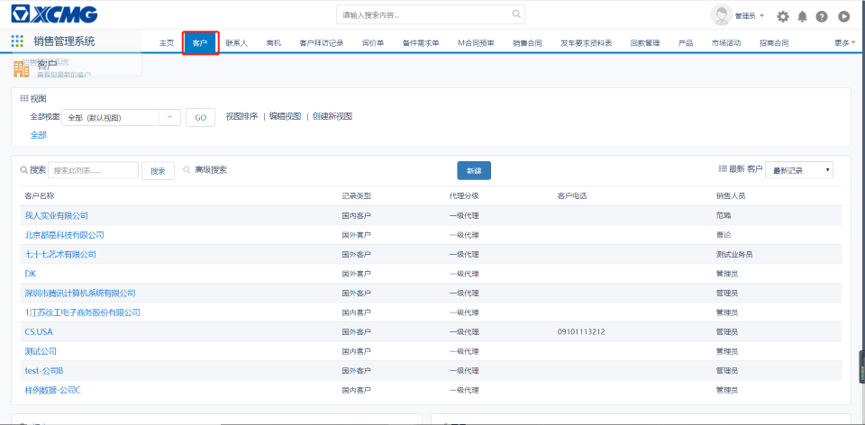 XCMG
请输入搜索内容...
管理员
销售管理系统
主页 客户 联系人 商机 客户拜访记录 询价单 备件需求单 M合同预审 销售合同 发车要求资料表 回款管理 产品 市场活动 招商合同 更多
销售管理系统
客户
查看您最新的客户
视图
全部视图 全部 (默认视图) GO 视图排序 | 编辑视图 | 创建新视图
全部
搜索 搜索此列表...... 搜索 高级搜索 新建 最新 客户 最新记录
客户名称 记录类型 代理分级 客户电话 销售人员
我人实业有限公司 国内客户 一级代理 范璐
北京都是科技有限公司 国外客户 一级代理 曹论
七十七艺术有限公司 国外客户 一级代理 测试业务员
DK 国外客户 一级代理 管理员
深圳市腾讯计算机系统有限公司 国外客户 一级代理 管理员
1江苏徐工电子商务股份有限公司 国外客户 一级代理 管理员
CS.USA 国外客户 一级代理 09101113212 管理员
测试公司 国内客户 一级代理 管理员
test-公司B 国外客户 一级代理 管理员
样例数据-公司C 国内客户 一级代理 管理员